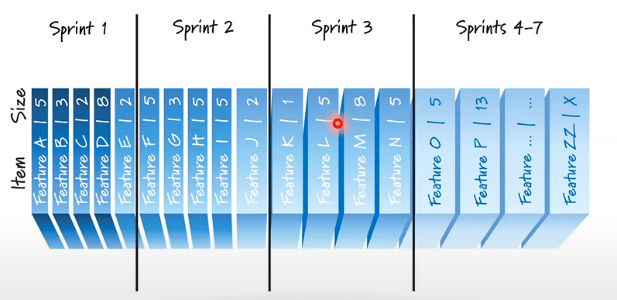 Sprint 1
Sprint 2
Sprint 3
Sprints 4-7
Size
Item
Feature A | 5
Feature B | 3
Feature C | 2
Feature D | 8
Feature E | 2
Feature F | 5
Feature G | 3
Feature H | 5
Feature I | 5
Feature J | 2
Feature K | 1
Feature L | 5
Feature M | 8
Feature N | 5
Feature O | 5
Feature P | 13
Feature ... | ...
Feature ZZ | X